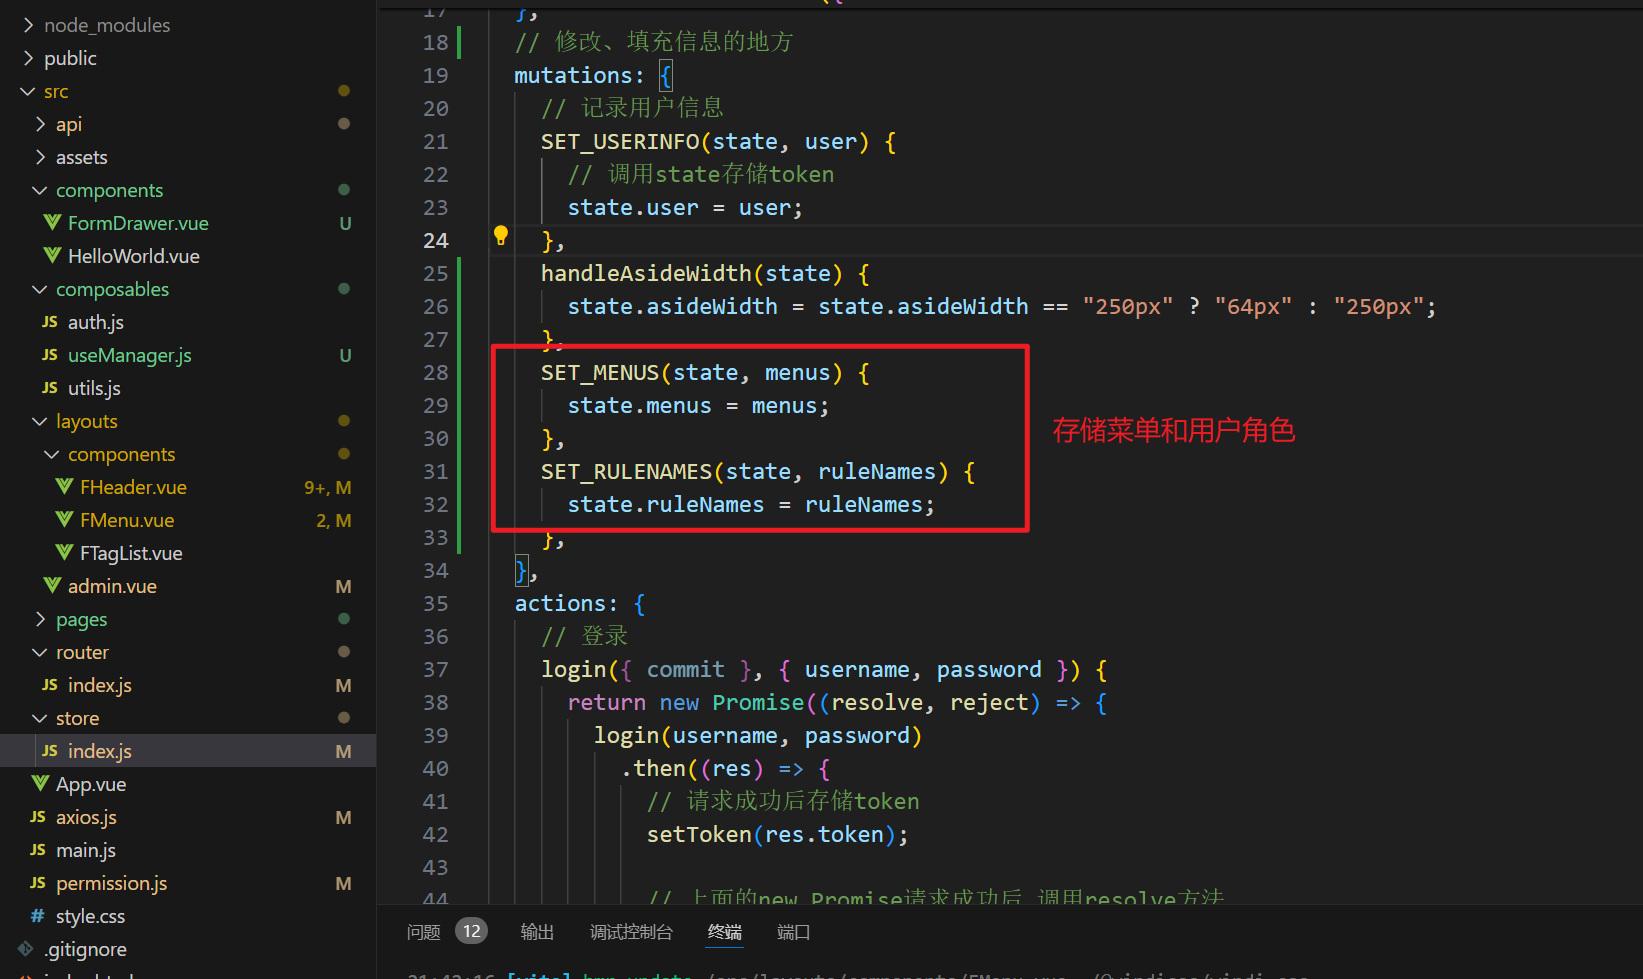 node_modules
public
src
api
assets
components
FormDrawer.vue U
HelloWorld.vue
composables
JS auth.js
JS useManager.js U
JS utils.js
layouts
components
FHeader.vue 9+, M
FMenu.vue 2, M
FTagList.vue
admin.vue M
pages
router
JS index.js M
store
JS index.js M
App.vue
JS axios.js M
JS main.js
JS permission.js M
# style.css
.gitignore
17 },
18 // 修改、填充信息的地方
19 mutations: {
20 // 记录用户信息
21 SET_USERINFO(state, user) {
22 // 调用state存储token
23 state.user = user;
24 },
25 handleAsideWidth(state) {
26 state.asideWidth = state.asideWidth == "250px" ? "64px" : "250px";
27 },
28 SET_MENUS(state, menus) {
29 state.menus = menus;
30 },
31 SET_RULENAMES(state, ruleNames) {
32 state.ruleNames = ruleNames;
33 },
34 },
35 actions: {
36 // 登录
37 login({ commit }, { username, password }) {
38 return new Promise((resolve, reject) => {
39 login(username, password)
40 .then((res) => {
41 // 请求成功后存储token
42 setToken(res.token);
43
44 // 上面的new Promise请求成功后 调用resolve方法
存储菜单和用户角色
问题 12 输出 调试控制台 终端 端口